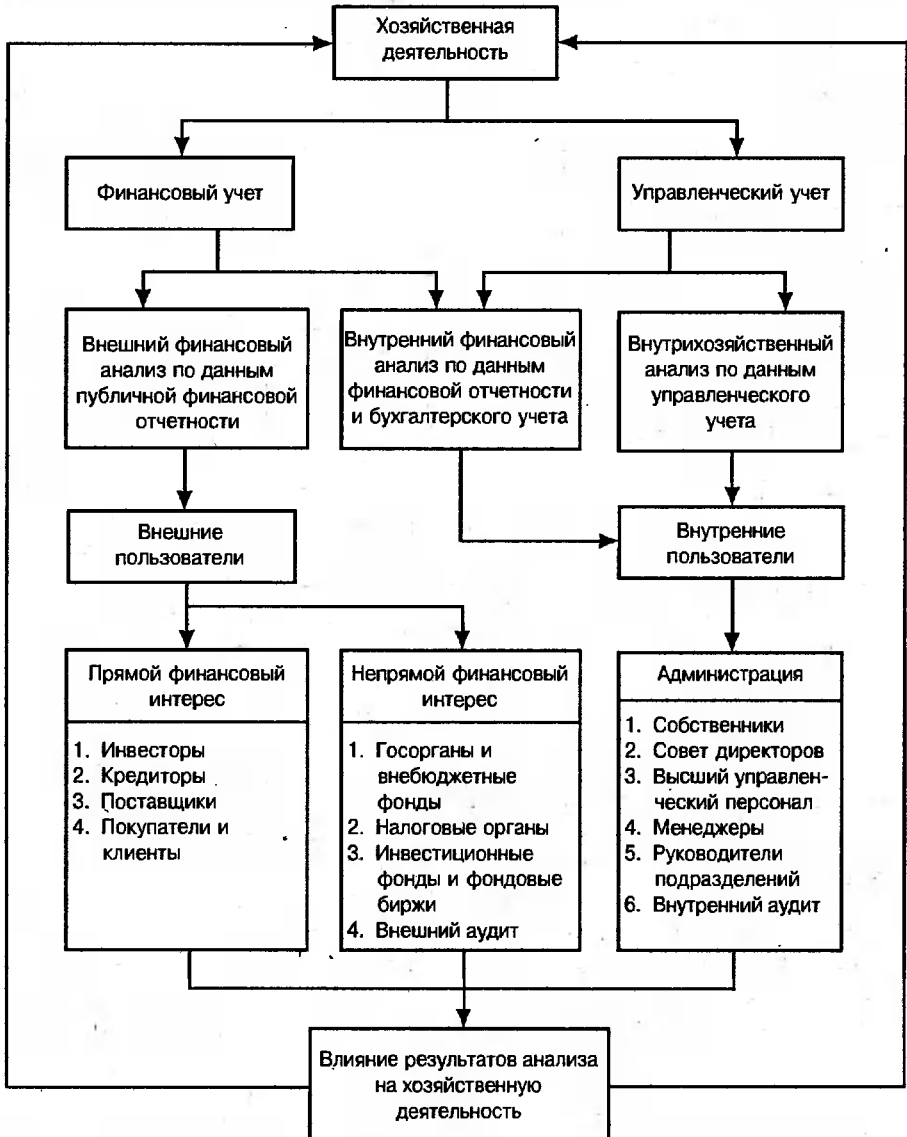 Хозяйственная
деятельность
Финансовый учет
Управленческий учет
Внешний финансовый
анализ по данным
публичной финансовой
отчетности
Внутренний финансовый
анализ по данным
финансовой отчетности
и бухгалтерского учета
Внутрихозяйственный
анализ по данным
управленческого
учета
Внешние
пользователи
Внутренние
пользователи
Прямой финансовый
интерес
1. Инвесторы
2. Кредиторы
3. Поставщики
4. Покупатели и
клиенты
Непрямой финансовый
интерес
1. Госорганы и
внебюджетные
фонды
2. Налоговые органы
3. Инвестиционные
фонды и фондовые
биржи
4. Внешний аудит
Администрация
1. Собственники
2. Совет директоров
3. Высший управлен-
ческий персонал
4. Менеджеры
5. Руководители
подразделений
6. Внутренний аудит
Влияние результатов анализа
на хозяйственную
деятельность